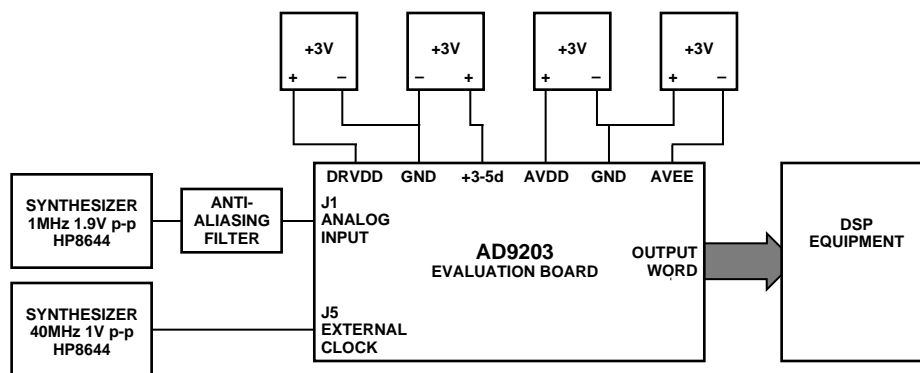 +3V
+3V
+3V
+3V
+ −
− +
+ −
+ −
DRVDD GND +3-5d AVDD GND AVEE
SYNTHESIZER
1MHz 1.9V p-p
HP8644
ANTI-
ALIASING
FILTER
J1
ANALOG
INPUT
AD9203
EVALUATION BOARD
OUTPUT
WORD
DSP
EQUIPMENT
SYNTHESIZER
40MHz 1V p-p
HP8644
J5
EXTERNAL
CLOCK